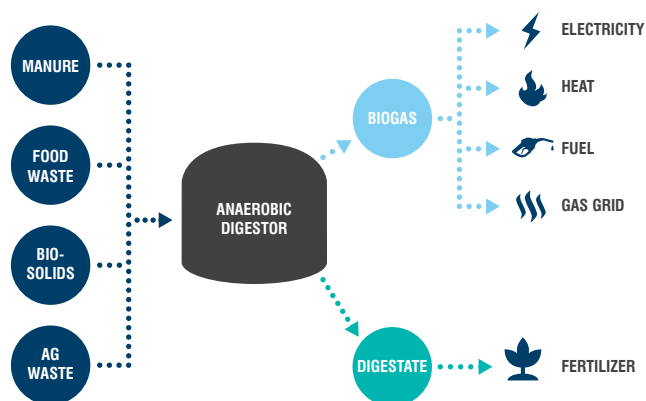 MANURE
FOOD
WASTE
BIO-
SOLIDS
AG
WASTE
ANAEROBIC
DIGESTOR
BIOGAS
ELECTRICITY
HEAT
FUEL
GAS GRID
DIGESTATE
FERTILIZER